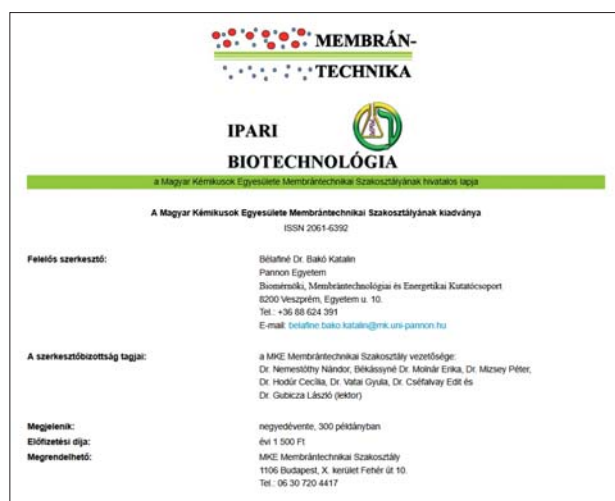 MEMBRÁN-
TECHNIKA
IPARI
BIOTECHNOLÓGIA
a Magyar Kémikusok Egyesülete Membrántechnikai Szakosztályának hivatalos lapja
A Magyar Kémikusok Egyesülete Membrántechnikai Szakosztályának kiadványa
ISSN 2061-6392
Felelős szerkesztő: Bélafiné Dr. Bakó Katalin
Pannon Egyetem
Biomérnöki, Membrántechnológiai és Energetikai Kutatócsoport
8200 Veszprém, Egyetem u. 10.
Tel.: +36 88 624 391
E-mail: belafine.bako.katalin@mk.uni-pannon.hu
A szerkesztőbizottság tagjai: a MKE Membrántechnikai Szakosztály vezetősége:
Dr. Nemestóthy Nándor, Békássyné Dr. Molnár Erika, Dr. Mizsey Péter,
Dr. Hodúr Cecília, Dr. Vatai Gyula, Dr. Cséfalvay Edit és
Dr. Gubicza László (lektor)
Megjelenik: negyedévente, 300 példányban
Előfizetési díja: évi 1 500 Ft
Megrendelhető: MKE Membrántechnikai Szakosztály
1106 Budapest, X. kerület Fehér út 10.
Tel.: 06 30 720 4417